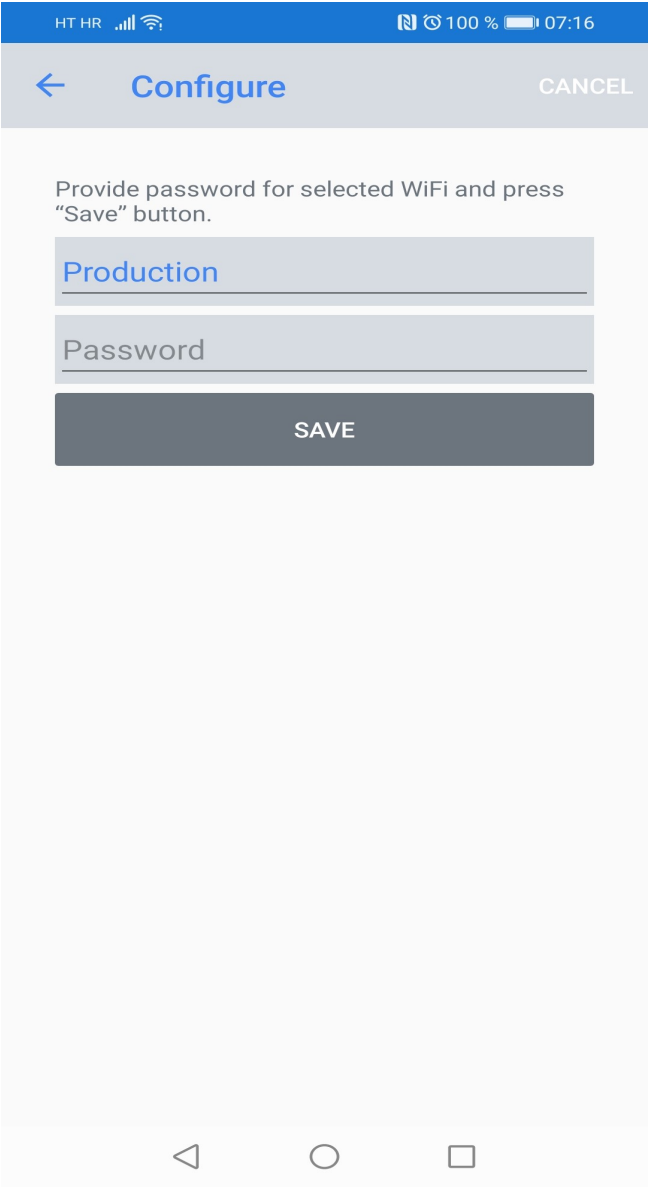 HT HR 100 % 07:16
Configure CANCEL
Provide password for selected WiFi and press
“Save” button.
Production
Password
SAVE